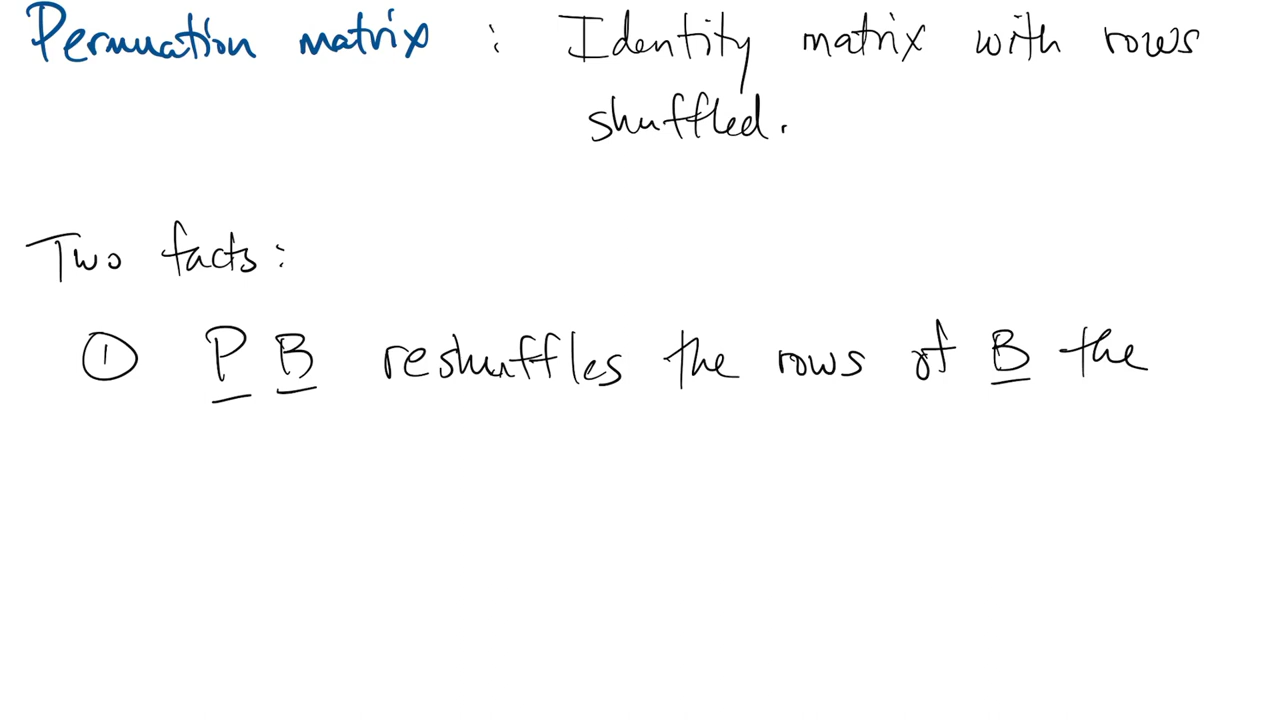 Permuation matrix : Identity matrix with rows
shuffled.
Two facts:
① P B reshuffles the rows of B the